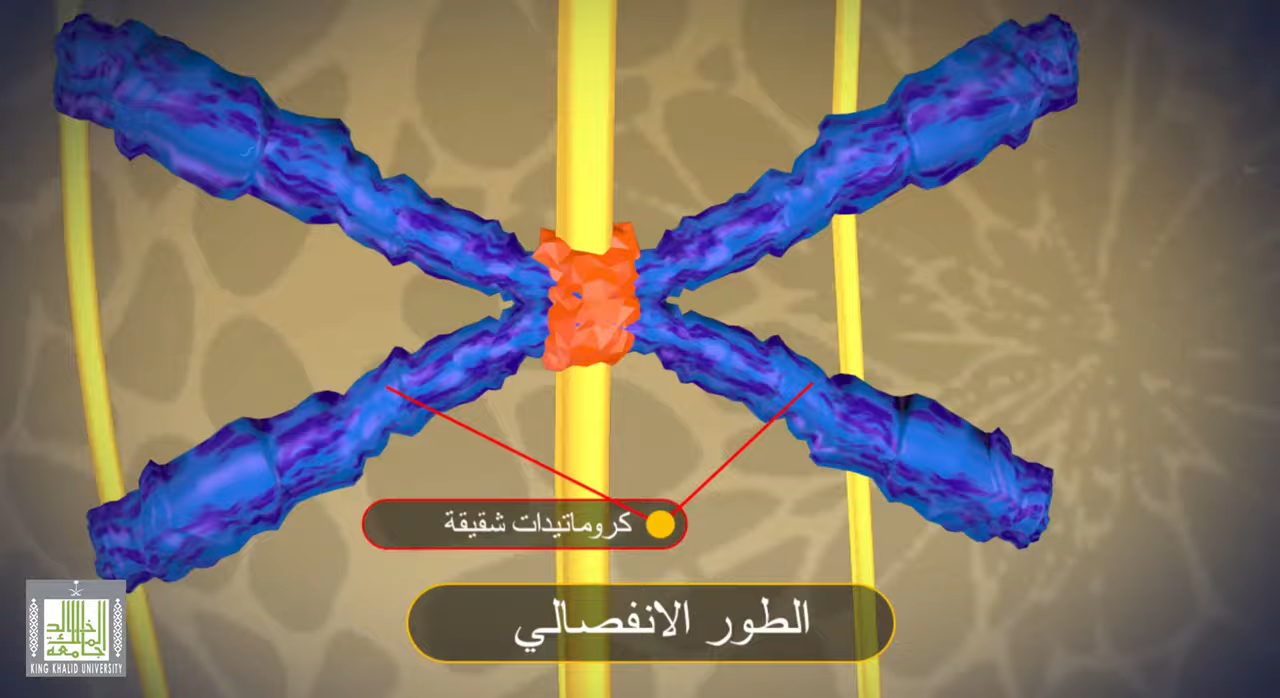 كروماتيدات شقيقة
الطور الانفصالي
جامعة
الملك
خالد
KING KHALID UNIVERSITY